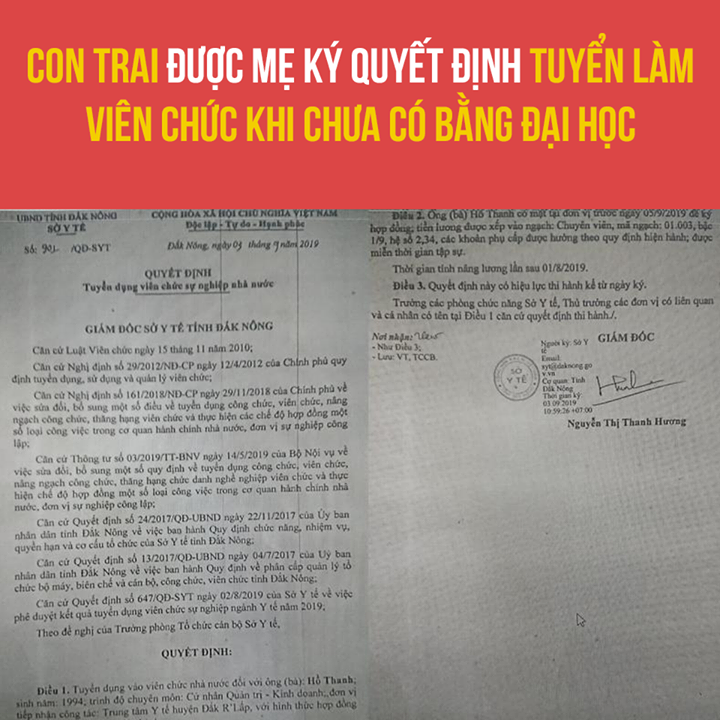 CON TRAI ĐƯỢC MẸ KÝ QUYẾT ĐỊNH TUYỂN LÀM
VIÊN CHỨC KHI CHƯA CÓ BẰNG ĐẠI HỌC
UBND TỈNH ĐẮK NÔNG
SỞ Y TẾ
CỘNG HÒA XÃ HỘI CHỦ NGHĨA VIỆT NAM
Độc lập - Tự do - Hạnh phúc
Số: /QĐ-SYT
Đắk Nông, ngày 03 tháng 9 năm 2019
QUYẾT ĐỊNH
Tuyển dụng viên chức sự nghiệp nhà nước
GIÁM ĐỐC SỞ Y TẾ TỈNH ĐẮK NÔNG
Căn cứ Luật Viên chức ngày 15 tháng 11 năm 2010;
Căn cứ Nghị định số 29/2012/NĐ-CP ngày 12/4/2012 của Chính phủ quy
định tuyển dụng, sử dụng và quản lý viên chức;
Căn cứ Nghị định số 161/2018/NĐ-CP ngày 29/11/2018 của Chính phủ về
việc sửa đổi, bổ sung một số điều về tuyển dụng công chức, viên chức, nâng
ngạch công chức, thăng hạng viên chức và thực hiện các chế độ hợp đồng một
số loại công việc trong cơ quan hành chính nhà nước, đơn vị sự nghiệp công
lập;
Căn cứ Thông tư số 03/2019/TT-BNV ngày 14/5/2019 của Bộ Nội vụ về
việc sửa đổi, bổ sung một số quy định về tuyển dụng công chức, viên chức,
nâng ngạch công chức, thăng hạng chức danh nghề nghiệp viên chức và thực
hiện chế độ hợp đồng một số loại công việc trong cơ quan hành chính nhà
nước, đơn vị sự nghiệp công lập;
Căn cứ Quyết định số 24/2017/QĐ-UBND ngày 22/11/2017 của Ủy ban
nhân dân tỉnh Đắk Nông về việc ban hành Quy định chức năng, nhiệm vụ,
quyền hạn và cơ cấu tổ chức của Sở Y tế tỉnh Đắk Nông;
Căn cứ Quyết định số 13/2017/QĐ-UBND ngày 04/7/2017 của Uỷ ban
nhân dân tỉnh Đắk Nông về việc ban hành Quy định về phân cấp quản lý tổ
chức bộ máy, biên chế và cán bộ, công chức, viên chức tỉnh Đắk Nông;
Căn cứ Quyết định số 647/QĐ-SYT ngày 02/8/2019 của Sở Y tế về việc
phê duyệt kết quả tuyển dụng viên chức sự nghiệp ngành Y tế năm 2019;
Theo đề nghị của Trưởng phòng Tổ chức cán bộ Sở Y tế,
QUYẾT ĐỊNH:
Điều 1. Tuyển dụng vào viên chức nhà nước đối với ông (bà): Hồ Thanh;
sinh năm: 1994; trình độ chuyên môn: Cử nhân Quản trị - Kinh doanh; đơn vị
tiếp nhận công tác: Trung tâm Y tế huyện Đắk R'Lấp, với hình thức hợp đồng
Điều 2. Ông (bà) Hồ Thanh có mặt tại đơn vị trước ngày 05/9/2019 để ký
hợp đồng; tiền lương được xếp vào ngạch: Chuyên viên, mã ngạch: 01.003, bậc
1/9, hệ số 2,34, các khoản phụ cấp được hưởng theo quy định hiện hành; được
miễn thời gian tập sự.
Thời gian tính nâng lương lần sau 01/8/2019.
Điều 3. Quyết định này có hiệu lực thi hành kể từ ngày ký.
Trưởng các phòng chức năng Sở Y tế, Thủ trưởng các đơn vị có liên quan
và cá nhân có tên tại Điều 1 căn cứ quyết định thi hành./.
Nơi nhận:
- Như Điều 3;
- Lưu: VT, TCCB.
GIÁM ĐỐC
SỞ Y TẾ
Người ký: Sở Y
tế
Email:
syt@daknong.go
v.vn
Cơ quan: Tỉnh
Đắk Nông
Thời gian ký:
03.09.2019
10:59:26 +07:00
Nguyễn Thị Thanh Hương